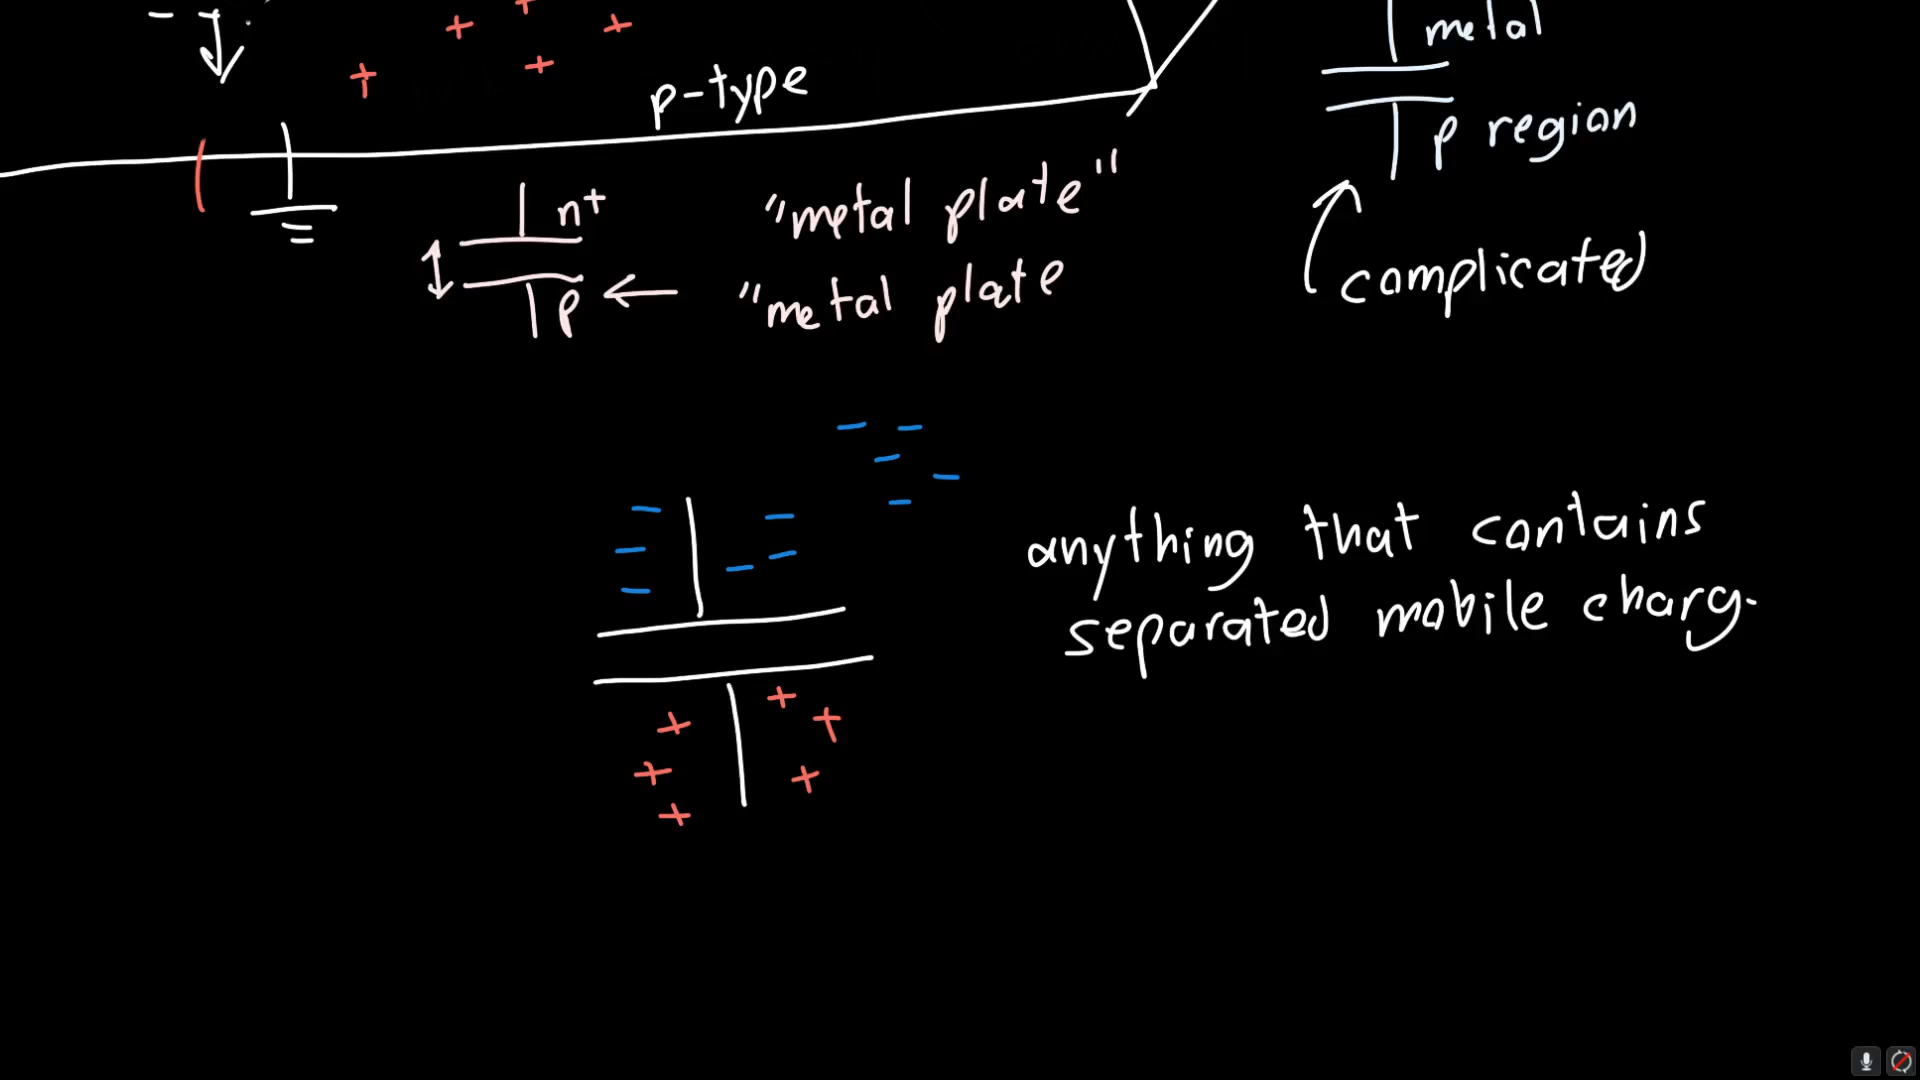 metal
p-type
p region
n+
"metal plate"
p
"metal plate
complicated
anything that contains
separated mobile charg.